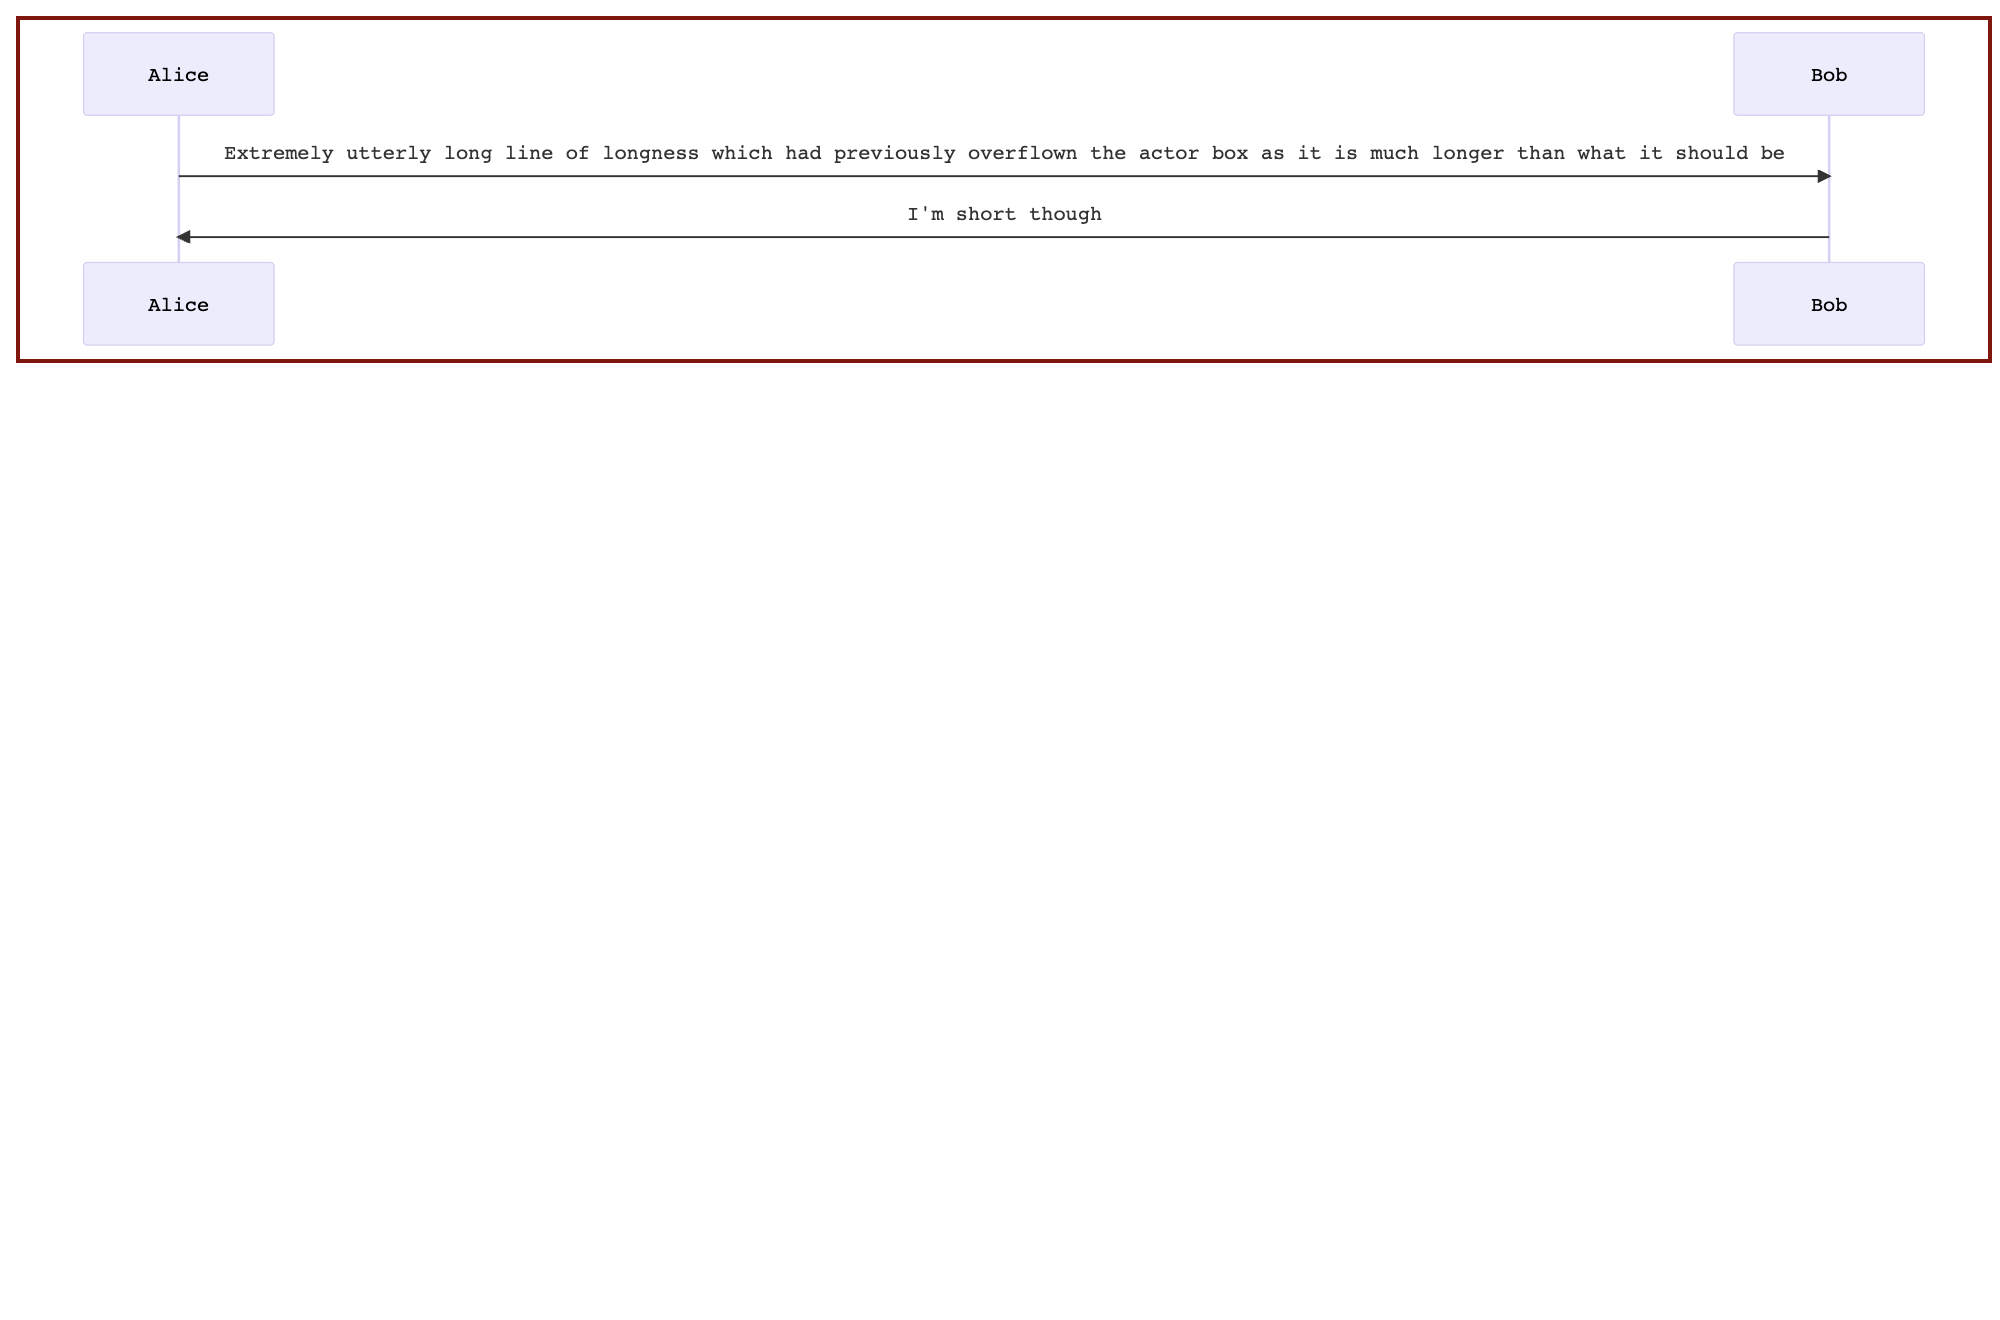 Alice
Bob
Extremely utterly long line of longness which had previously overflown the actor box as it is much longer than what it should be
I'm short though
Alice
Bob